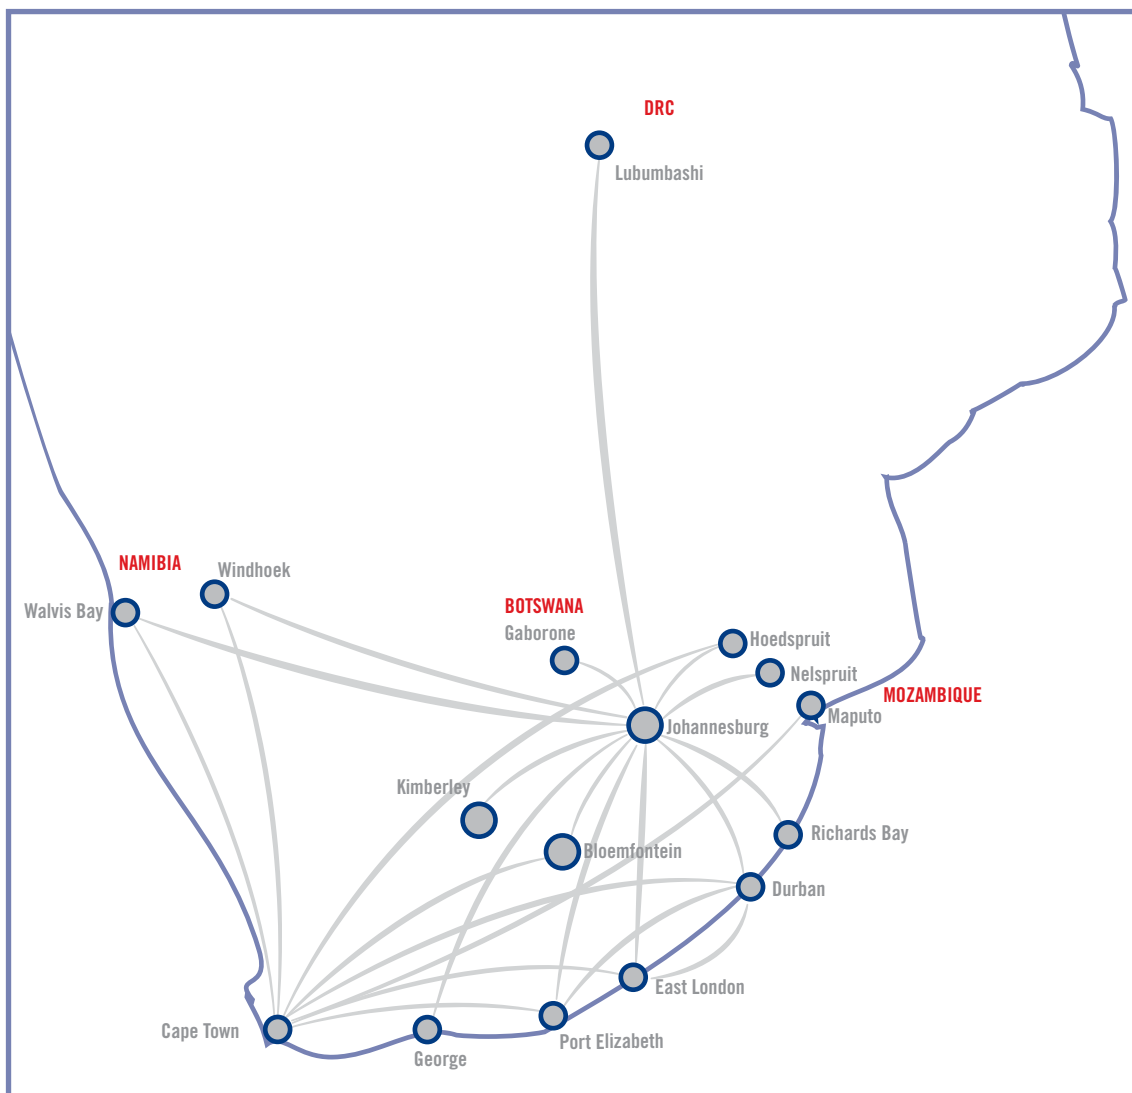 DRC
Lubumbashi
NAMIBIA
Windhoek
Walvis Bay
BOTSWANA
Gaborone
Hoedspruit
Nelspruit
MOZAMBIQUE
Maputo
Johannesburg
Kimberley
Richards Bay
Bloemfontein
Durban
East London
Cape Town
Port Elizabeth
George